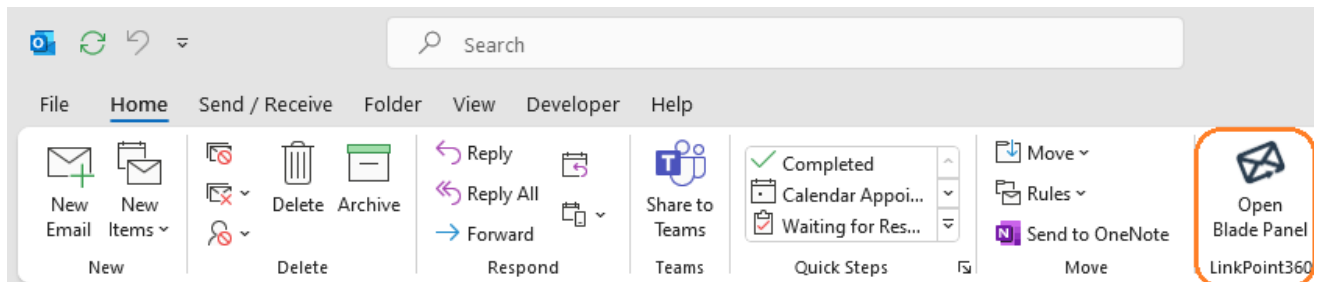 Search
File Home Send / Receive Folder View Developer Help
New Email
New Items
Delete
Archive
Reply
Reply All
Forward
Share to Teams
Completed
Calendar Appoi...
Waiting for Res...
Move
Rules
Send to OneNote
Open Blade Panel
New Delete Respond Teams Quick Steps Move LinkPoint360